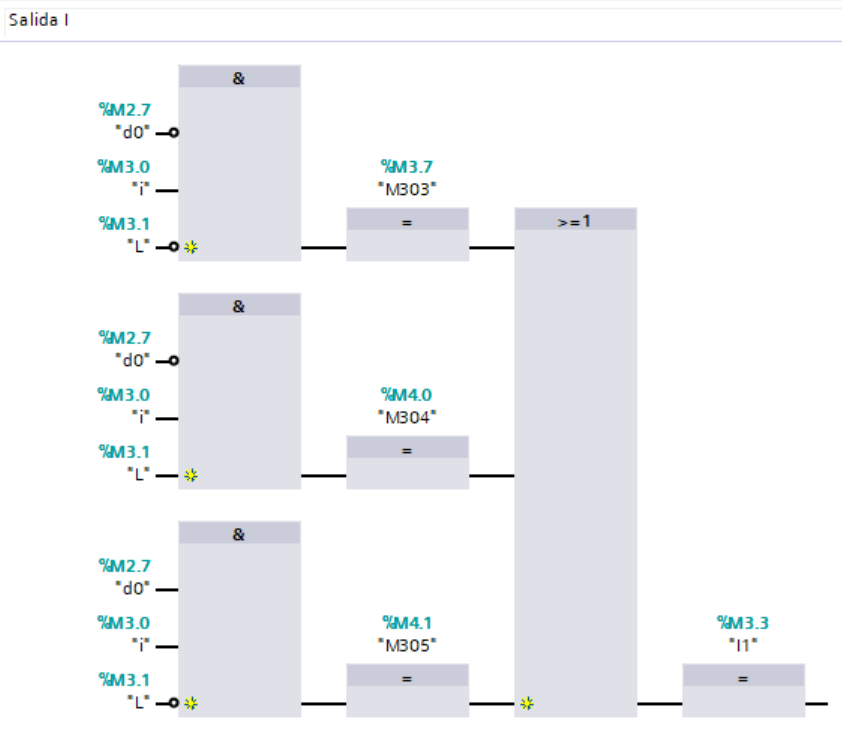 Salida I
&
%M2.7
"d0"
%M3.0
"i"
%M3.1
"L"
%M3.7
"M303"
=
>=1
&
%M2.7
"d0"
%M3.0
"i"
%M3.1
"L"
%M4.0
"M304"
=
&
%M2.7
"d0"
%M3.0
"i"
%M3.1
"L"
%M4.1
"M305"
=
%M3.3
"I1"
=